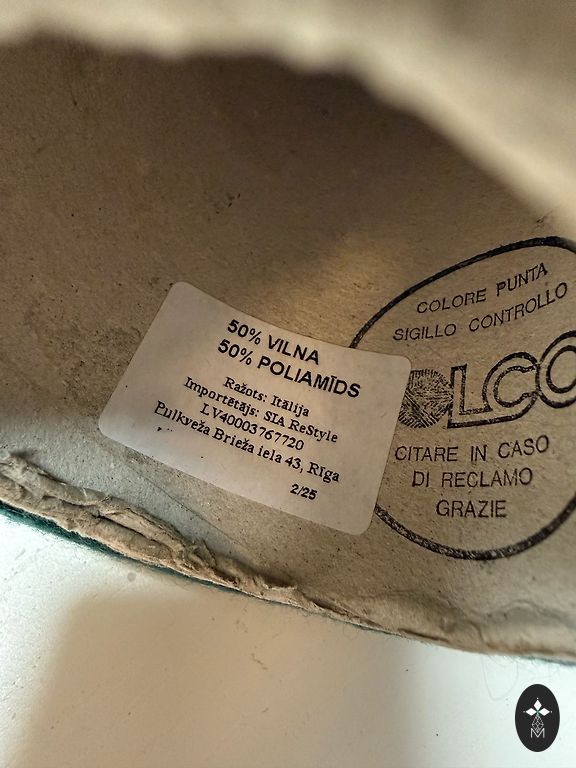 50% VILNA
50% POLIAMĪDS
Ražots: Itālija
Importētājs: SIA ReStyle
LV40003767720
Pulkveža Brieža iela 43, Rīga
2/25
COLORE PUNTA
SIGILLO CONTROLLO
OLCO
CITARE IN CASO
DI RECLAMO
GRAZIE
M